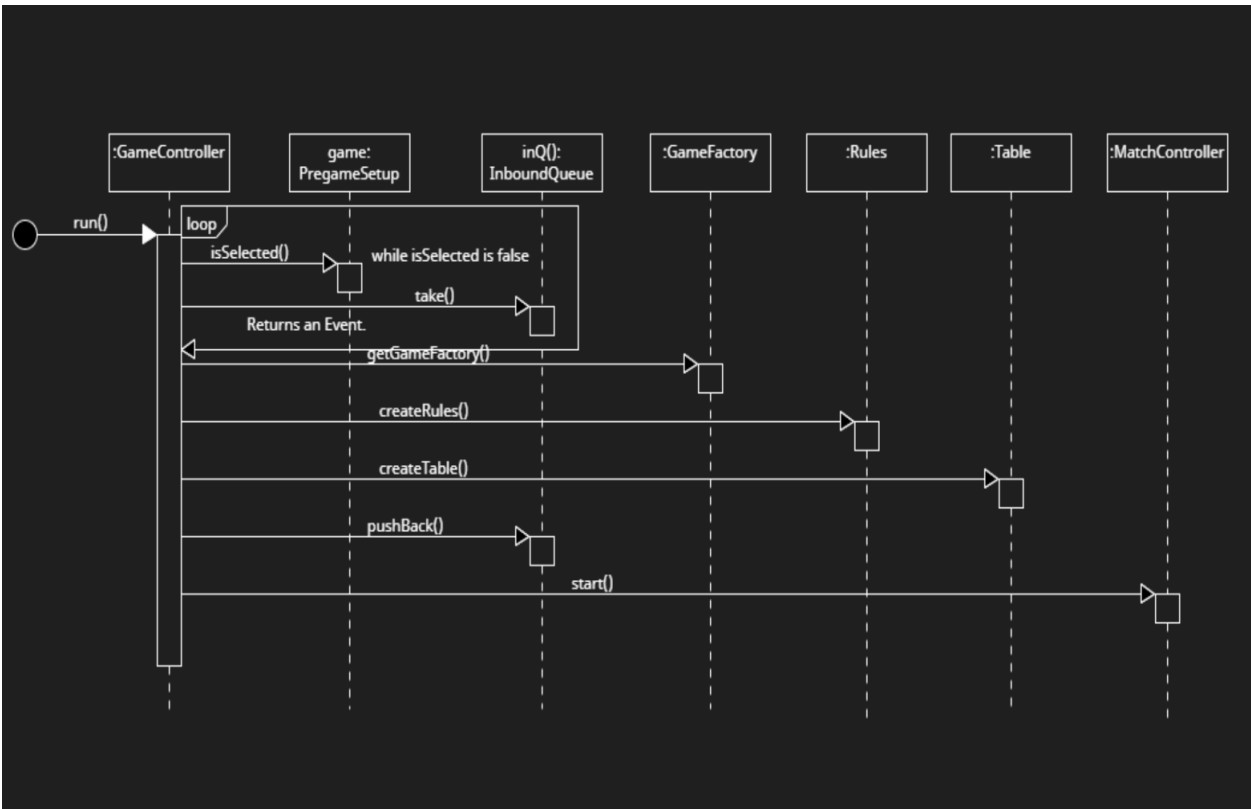 :GameController
game:
PregameSetup
inQ():
InboundQueue
:GameFactory
:Rules
:Table
:MatchController
run()
loop
isSelected()
while isSelected is false
take()
Returns an Event.
getGameFactory()
createRules()
createTable()
pushBack()
start()